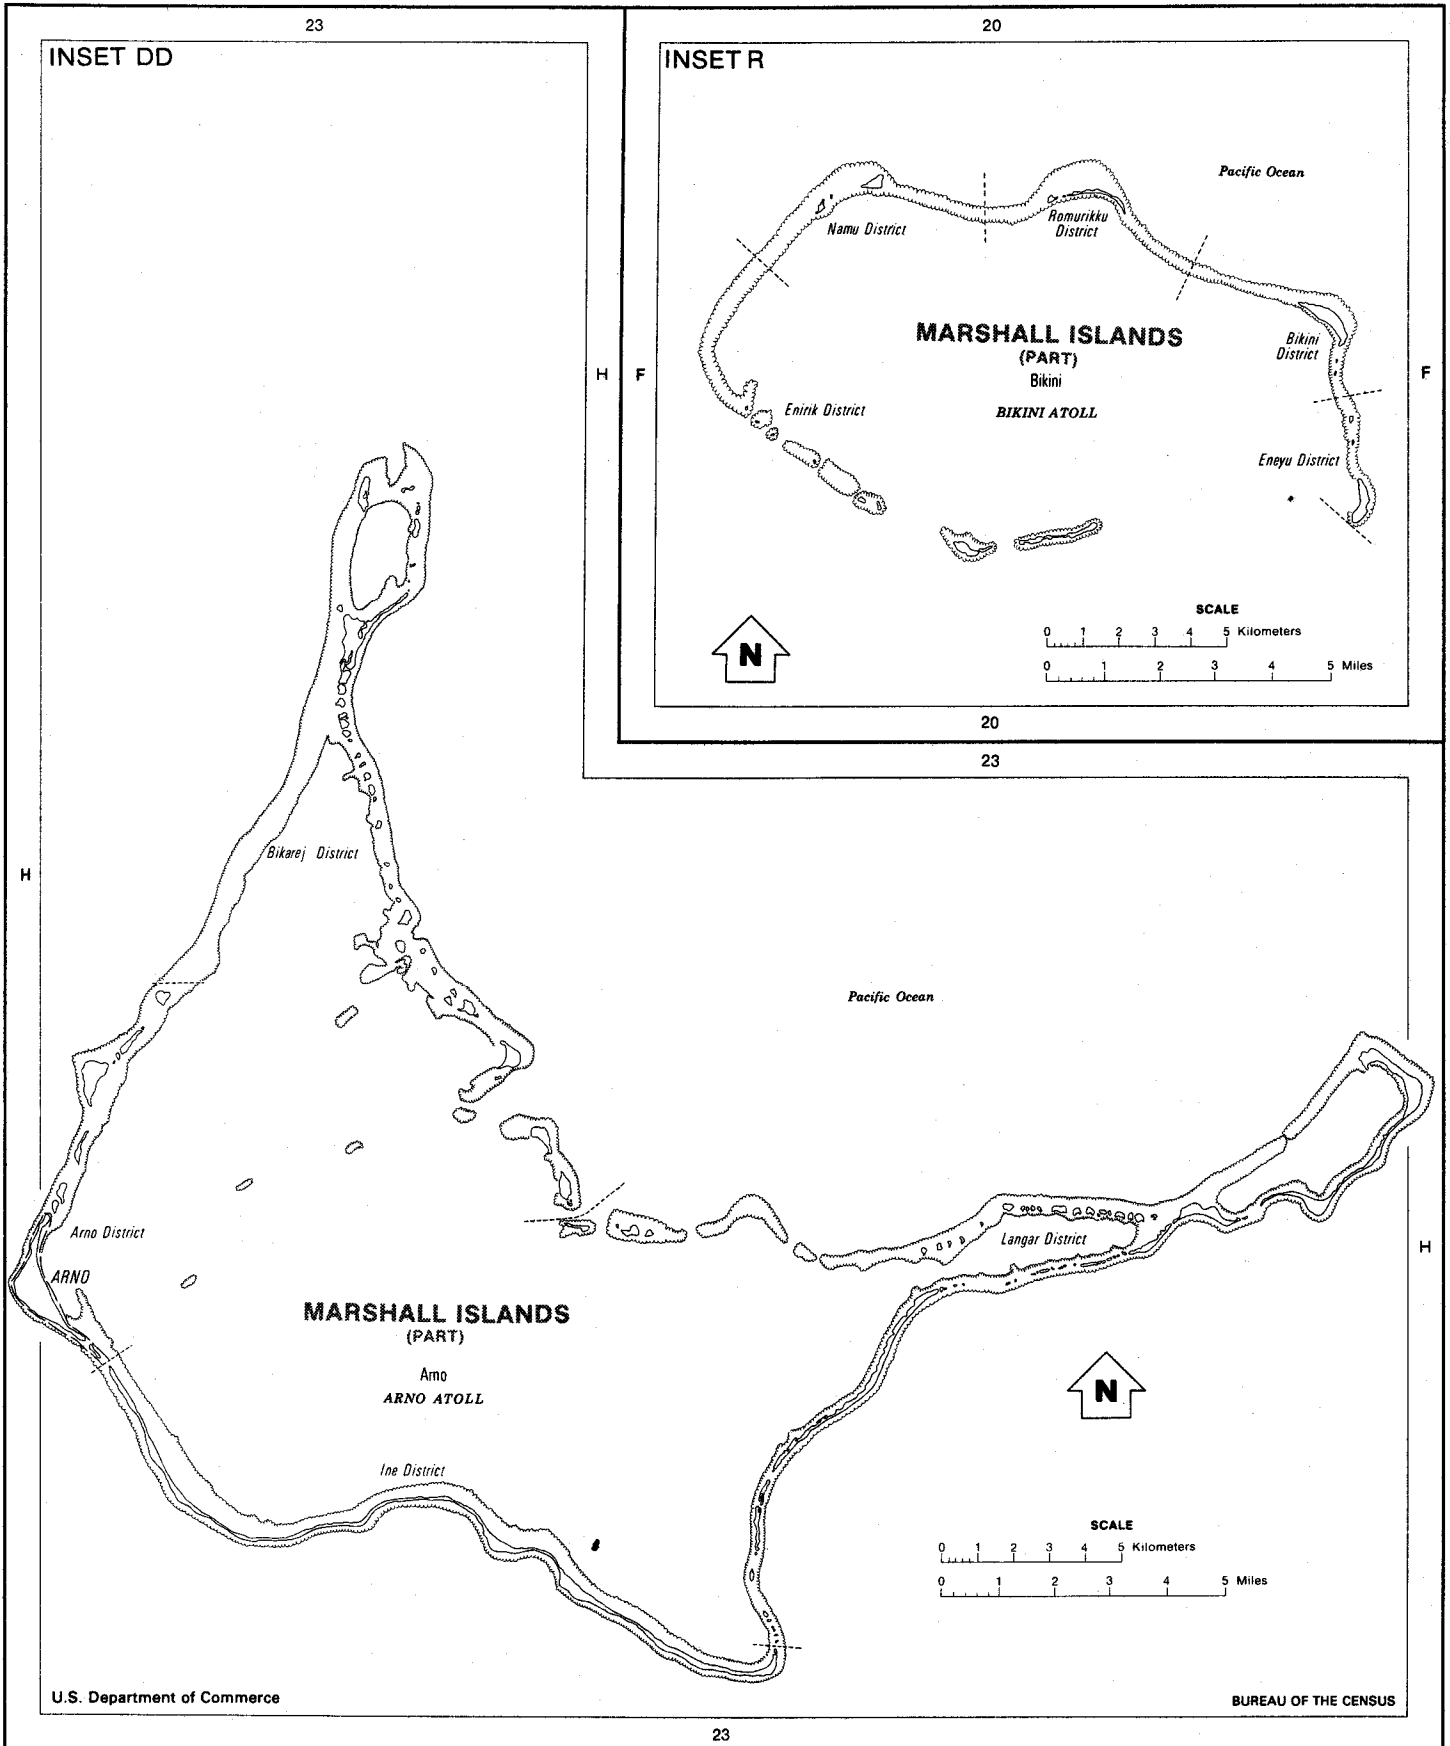 23
INSET DD
H
20
INSET R
Pacific Ocean
Namu District
Romurikku
District
MARSHALL ISLANDS
(PART)
Bikini
BIKINI ATOLL
Bikini
District
F
F
Enirik District
Eneyu District
SCALE
0 1 2 3 4 5 Kilometers
0 1 2 3 4 5 Miles
N
20
23
Bikarej District
H
Pacific Ocean
Arno District
ARNO
Langar District
H
MARSHALL ISLANDS
(PART)
Arno
ARNO ATOLL
N
Ine District
SCALE
0 1 2 3 4 5 Kilometers
0 1 2 3 4 5 Miles
U.S. Department of Commerce
BUREAU OF THE CENSUS
23